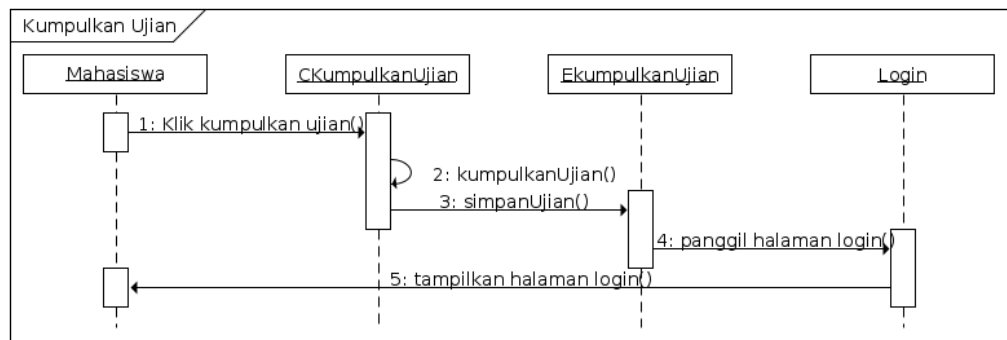 Kumpulkan Ujian
Mahasiswa
CKumpulkanUjian
EkumpulkanUjian
Login
1: Klik kumpulkan ujian()
2: kumpulkanUjian()
3: simpanUjian()
4: panggil halaman login()
5: tampilkan halaman login()